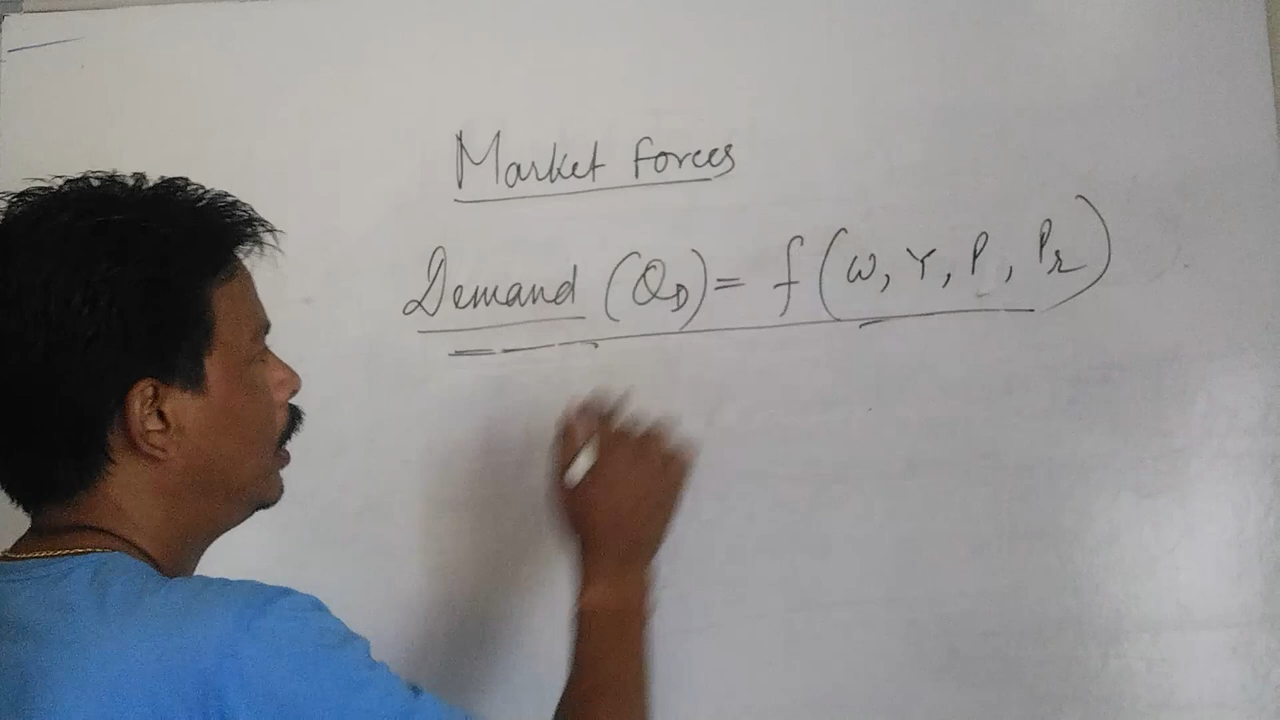 Market forces
Demand (QD) = f (W, Y, P, Pr)